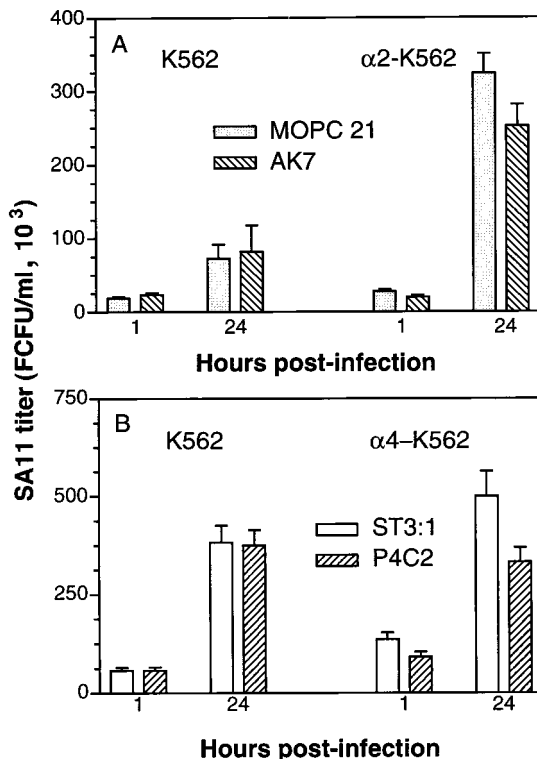 SA11 titer (FCFU/ml, 10³)
400
300
200
100
0
A
K562
α2-K562
MOPC 21
AK7
1
24
1
24
Hours post-infection
750
500
250
0
B
K562
α4–K562
ST3:1
P4C2
1
24
1
24
Hours post-infection